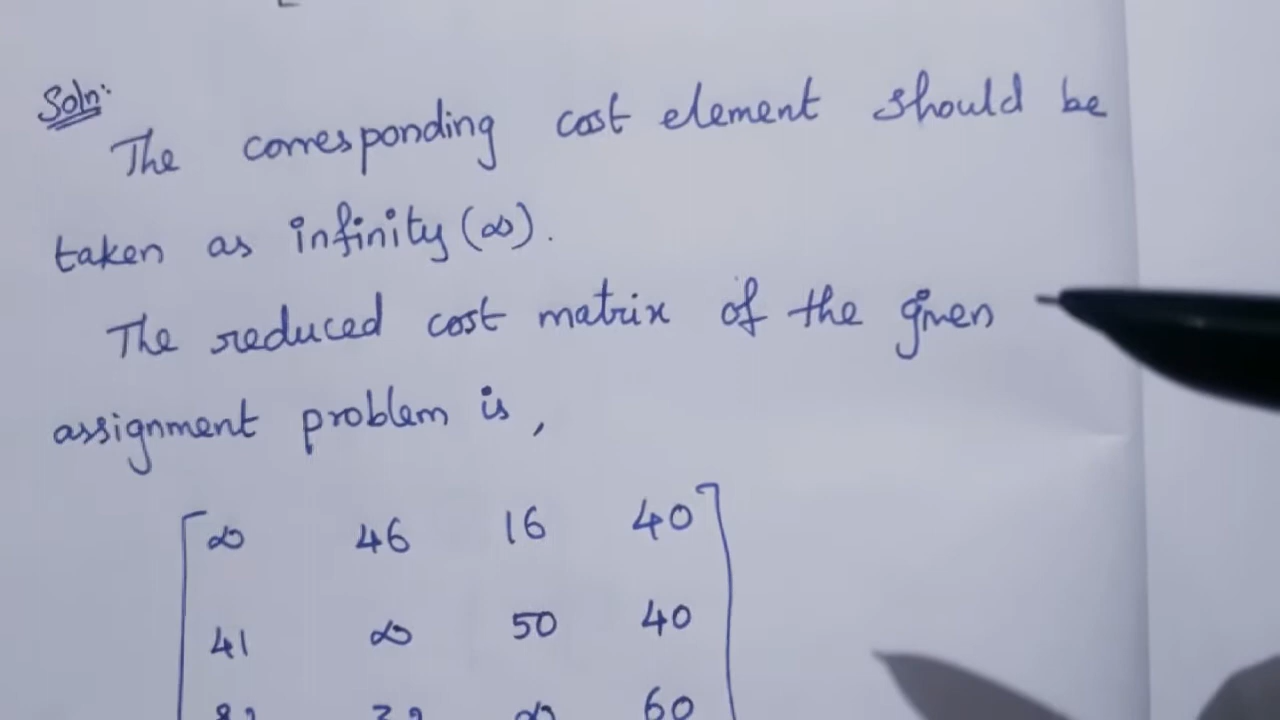 Soln:
The corresponding cost element should be
taken as infinity (∞).
The reduced cost matrix of the given
assignment problem is,
∞ 46 16 40
41 ∞ 50 40
∞ 60